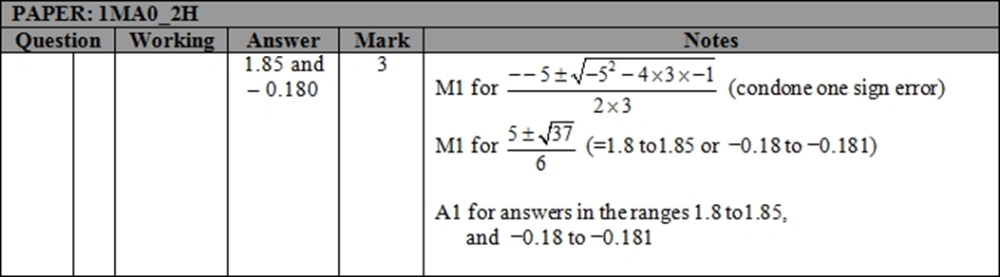 PAPER: 1MA0_2H
Question Working Answer Mark Notes
1.85 and – 0.180 3
M1 for (−−5±√(−5² − 4×3×−1))/(2×3) (condone one sign error)
M1 for (5±√37)/6 (=1.8 to1.85 or −0.18 to −0.181)
A1 for answers in the ranges 1.8 to1.85,
and −0.18 to −0.181